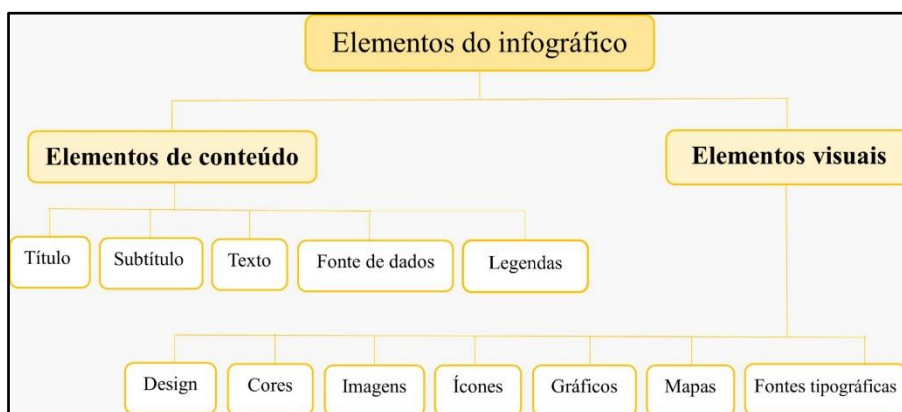 Elementos do infográfico
Elementos de conteúdo
Elementos visuais
Título
Subtítulo
Texto
Fonte de dados
Legendas
Design
Cores
Imagens
Ícones
Gráficos
Mapas
Fontes tipográficas